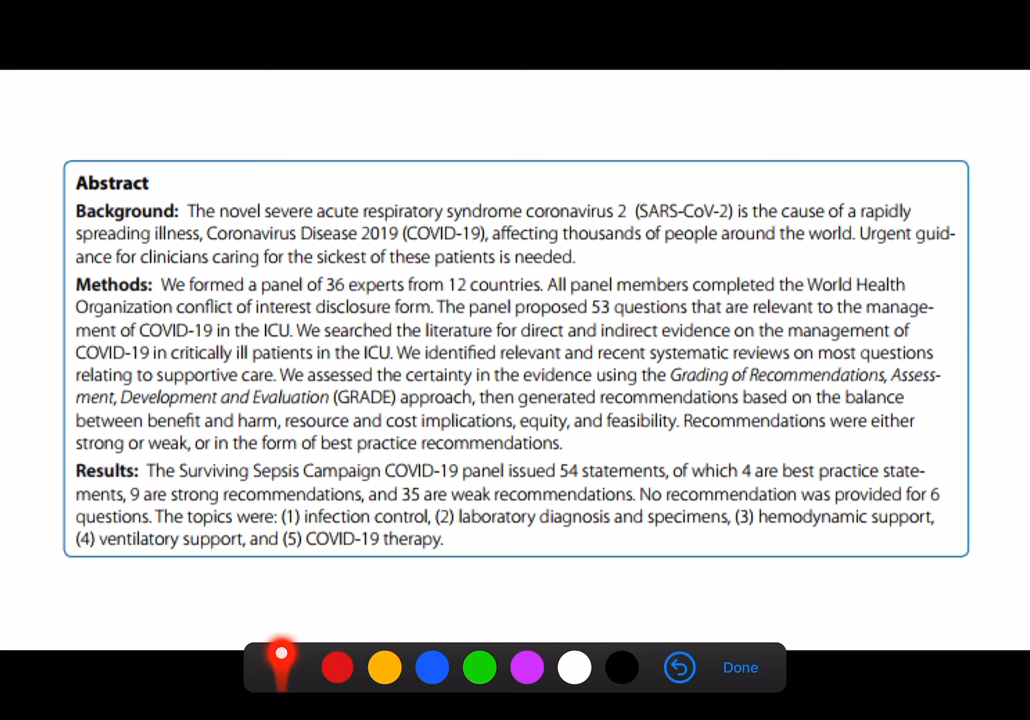 Abstract
Background: The novel severe acute respiratory syndrome coronavirus 2 (SARS-CoV-2) is the cause of a rapidly
spreading illness, Coronavirus Disease 2019 (COVID-19), affecting thousands of people around the world. Urgent guid-
ance for clinicians caring for the sickest of these patients is needed.
Methods: We formed a panel of 36 experts from 12 countries. All panel members completed the World Health
Organization conflict of interest disclosure form. The panel proposed 53 questions that are relevant to the manage-
ment of COVID-19 in the ICU. We searched the literature for direct and indirect evidence on the management of
COVID-19 in critically ill patients in the ICU. We identified relevant and recent systematic reviews on most questions
relating to supportive care. We assessed the certainty in the evidence using the Grading of Recommendations, Assess-
ment, Development and Evaluation (GRADE) approach, then generated recommendations based on the balance
between benefit and harm, resource and cost implications, equity, and feasibility. Recommendations were either
strong or weak, or in the form of best practice recommendations.
Results: The Surviving Sepsis Campaign COVID-19 panel issued 54 statements, of which 4 are best practice state-
ments, 9 are strong recommendations, and 35 are weak recommendations. No recommendation was provided for 6
questions. The topics were: (1) infection control, (2) laboratory diagnosis and specimens, (3) hemodynamic support,
(4) ventilatory support, and (5) COVID-19 therapy.
Done